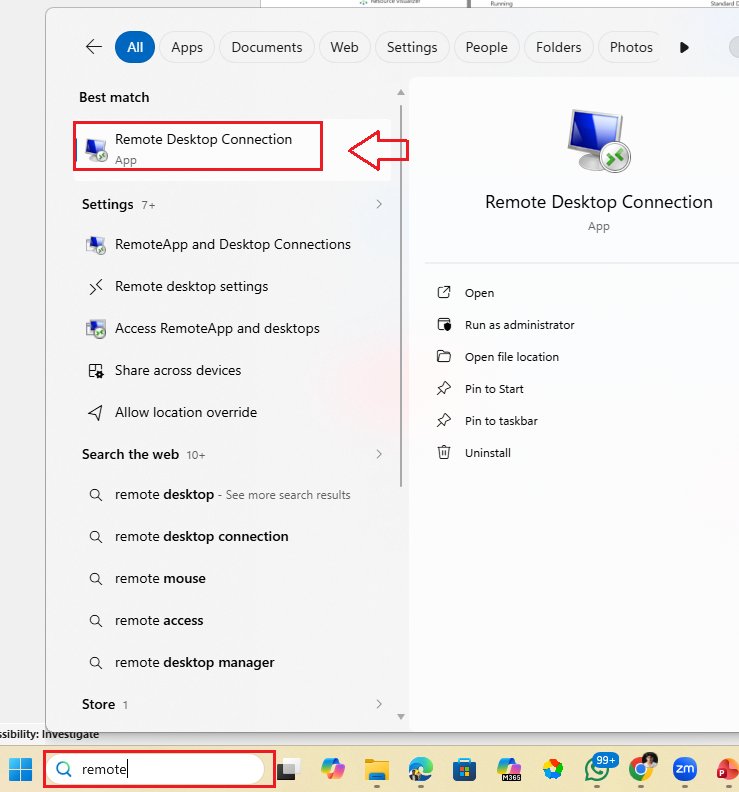 Resource Visualizer
Running
Standard D
All
Apps
Documents
Web
Settings
People
Folders
Photos
Best match
Remote Desktop Connection
App
Settings 7+
RemoteApp and Desktop Connections
Remote desktop settings
Access RemoteApp and desktops
Share across devices
Allow location override
Search the web 10+
remote desktop - See more search results
remote desktop connection
remote mouse
remote access
remote desktop manager
Store 1
Remote Desktop Connection
App
Open
Run as administrator
Open file location
Pin to Start
Pin to taskbar
Uninstall
ssibility: Investigate
remote
M365
99+
zm